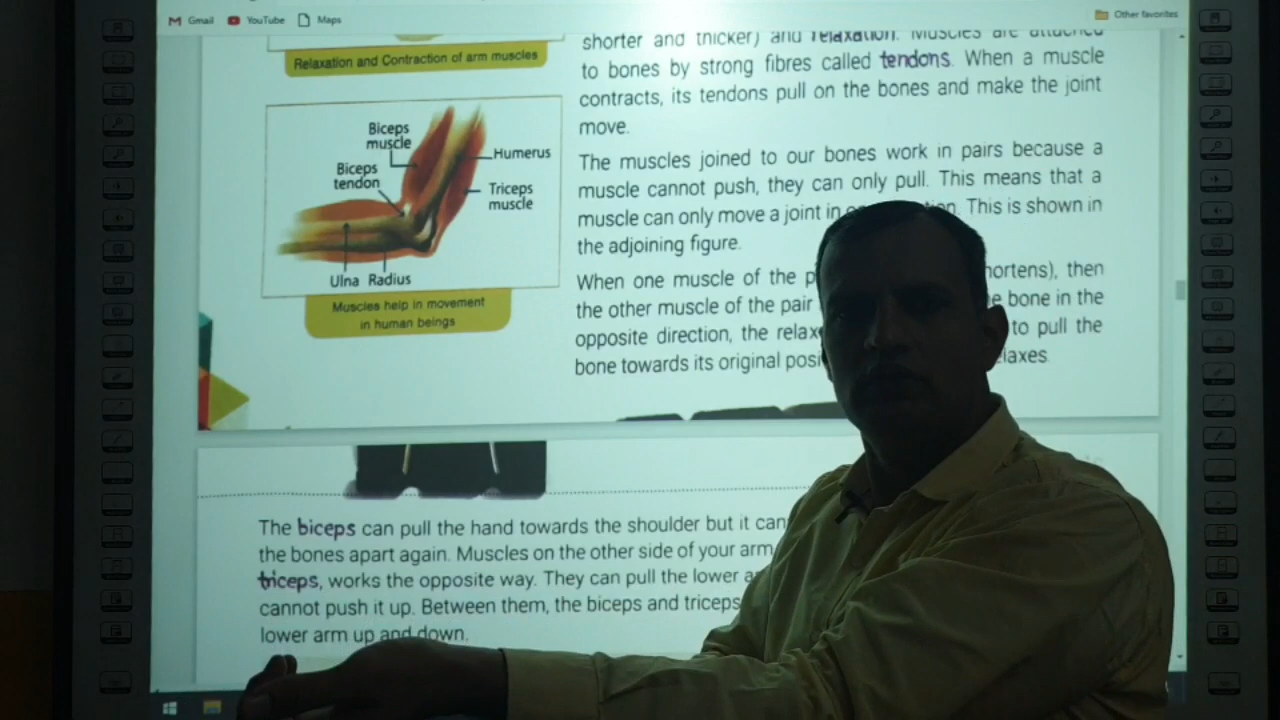 Gmail YouTube Maps Other favorites
Relaxation and Contraction of arm muscles
Biceps
muscle
Humerus
Biceps
tendon
Triceps
muscle
Ulna Radius
Muscles help in movement
in human beings
shorter and thicker) and relaxation. Muscles are attached
to bones by strong fibres called tendons. When a muscle
contracts, its tendons pull on the bones and make the joint
move.
The muscles joined to our bones work in pairs because a
muscle cannot push, they can only pull. This means that a
muscle can only move a joint in This is shown in
the adjoining figure.
When one muscle of the hortens), then
the other muscle of the pair bone in the
opposite direction, the to pull the
bone towards its original
The biceps can pull the hand towards the shoulder but it
the bones apart again. Muscles on the other side of your arm
triceps, works the opposite way. They can pull the lower
cannot push it up. Between them, the biceps and triceps
lower arm up and down.